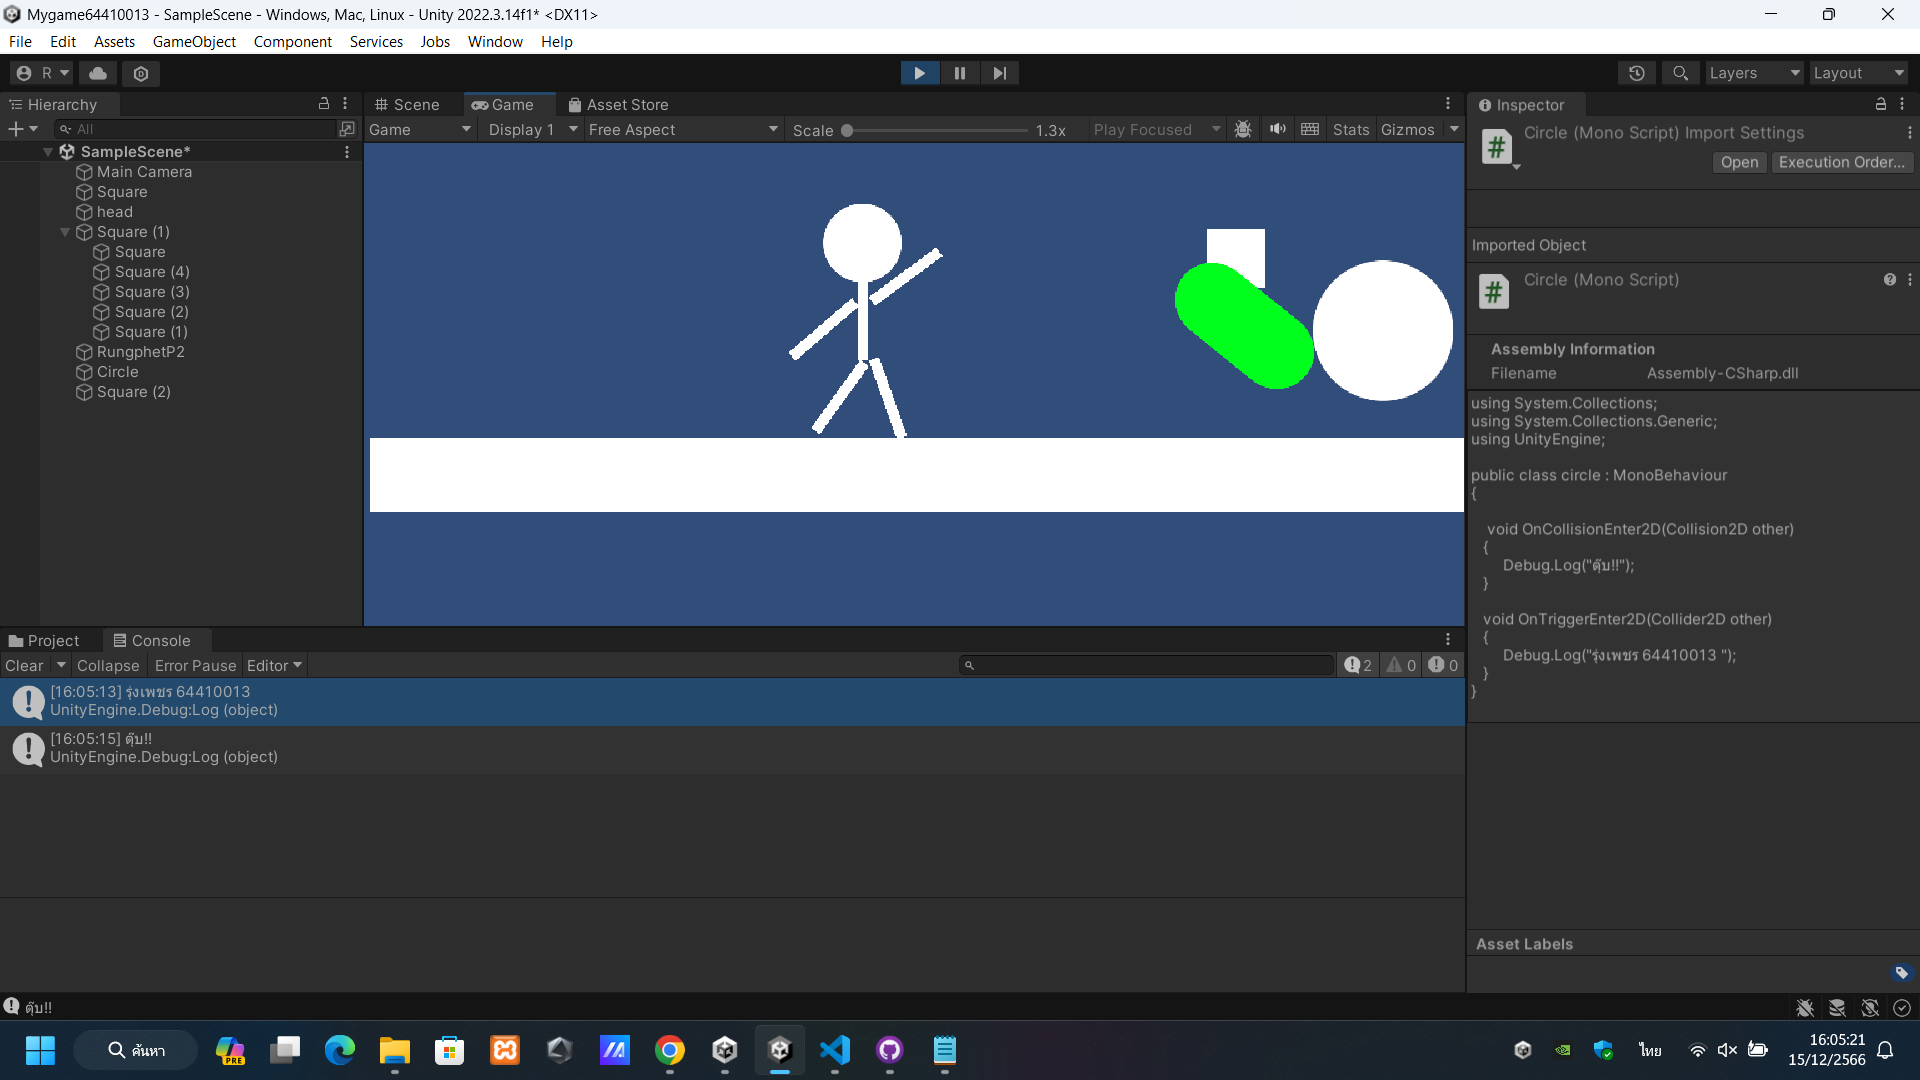 Mygame64410013 - SampleScene - Windows, Mac, Linux - Unity 2022.3.14f1* <DX11>
File Edit Assets GameObject Component Services Jobs Window Help
R Layers Layout
Hierarchy
All
SampleScene*
Main Camera
Square
head
Square (1)
Square
Square (4)
Square (3)
Square (2)
Square (1)
RungphetP2
Circle
Square (2)
Scene Game Asset Store
Game Display 1 Free Aspect Scale 1.3x Play Focused Stats Gizmos
Inspector
Circle (Mono Script) Import Settings
Open Execution Order...
Imported Object
Circle (Mono Script)
Assembly Information
Filename Assembly-CSharp.dll
using System.Collections;
using System.Collections.Generic;
using UnityEngine;
public class circle : MonoBehaviour
{
void OnCollisionEnter2D(Collision2D other)
{
Debug.Log("ตุ๊บ!!");
}
void OnTriggerEnter2D(Collider2D other)
{
Debug.Log("รุ่งเพชร 64410013 ");
}
}
Asset Labels
Project Console
Clear Collapse Error Pause Editor 2 0 0
[16:05:13] รุ่งเพชร 64410013
UnityEngine.Debug:Log (object)
[16:05:15] ตุ๊บ!!
UnityEngine.Debug:Log (object)
ตุ๊บ!!
ค้นหา
PRE
ไทย
16:05:21
15/12/2566